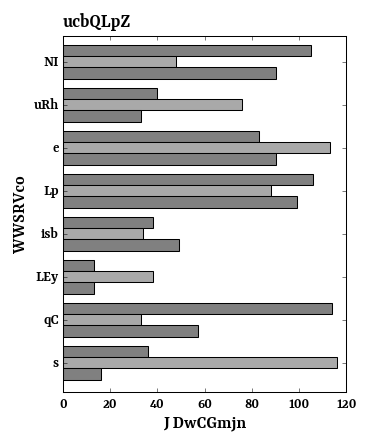 ucbQLpZ
NI
uRh
e
Lp
isb
LEy
qC
s
WWSRVco
0 20 40 60 80 100 120
J DwCGmjn